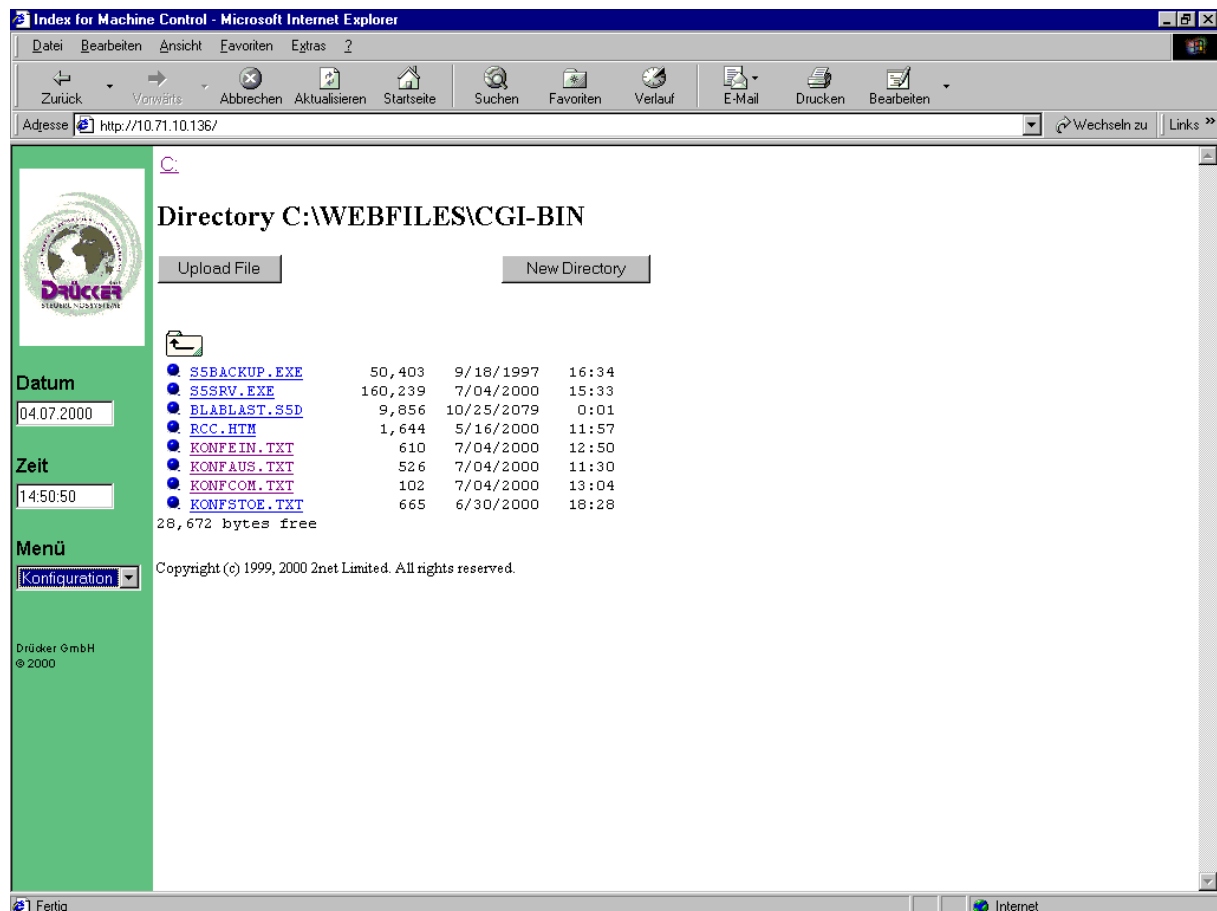 Index for Machine Control - Microsoft Internet Explorer
Datei Bearbeiten Ansicht Favoriten Extras ?
Zurück Vorwärts Abbrechen Aktualisieren Startseite Suchen Favoriten Verlauf E-Mail Drucken Bearbeiten
Adresse http://10.71.10.136/ Wechseln zu Links »
DRÜCKER
Datum
04.07.2000
Zeit
14:50:50
Menü
Konfiguration
Drücker GmbH
© 2000
C:
Directory C:\WEBFILES\CGI-BIN
Upload File New Directory
S5BACKUP.EXE 50,403 9/18/1997 16:34
S5SRV.EXE 160,239 7/04/2000 15:33
BLABLAST.S5D 9,856 10/25/2079 0:01
RCC.HTM 1,644 5/16/2000 11:57
KONFEIN.TXT 610 7/04/2000 12:50
KONFAUS.TXT 526 7/04/2000 11:30
KONFCOM.TXT 102 7/04/2000 13:04
KONFSTOE.TXT 665 6/30/2000 18:28
28,672 bytes free
Copyright (c) 1999, 2000 2net Limited. All rights reserved.
Fertig Internet